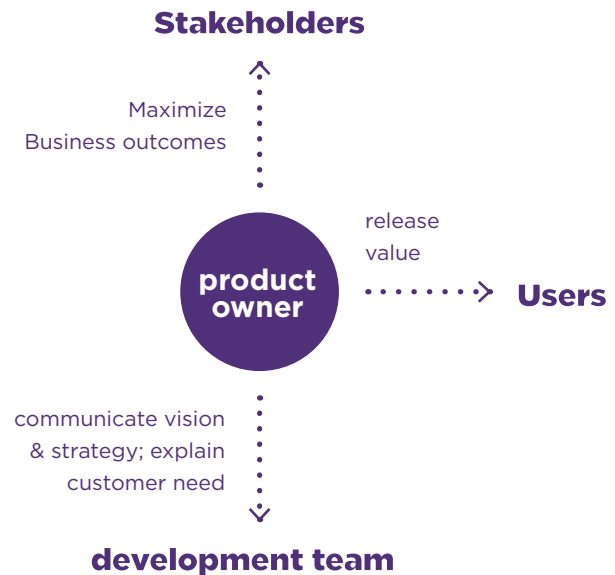 Stakeholders
Maximize
Business outcomes
release
value
product
owner
Users
communicate vision
& strategy; explain
customer need
development team